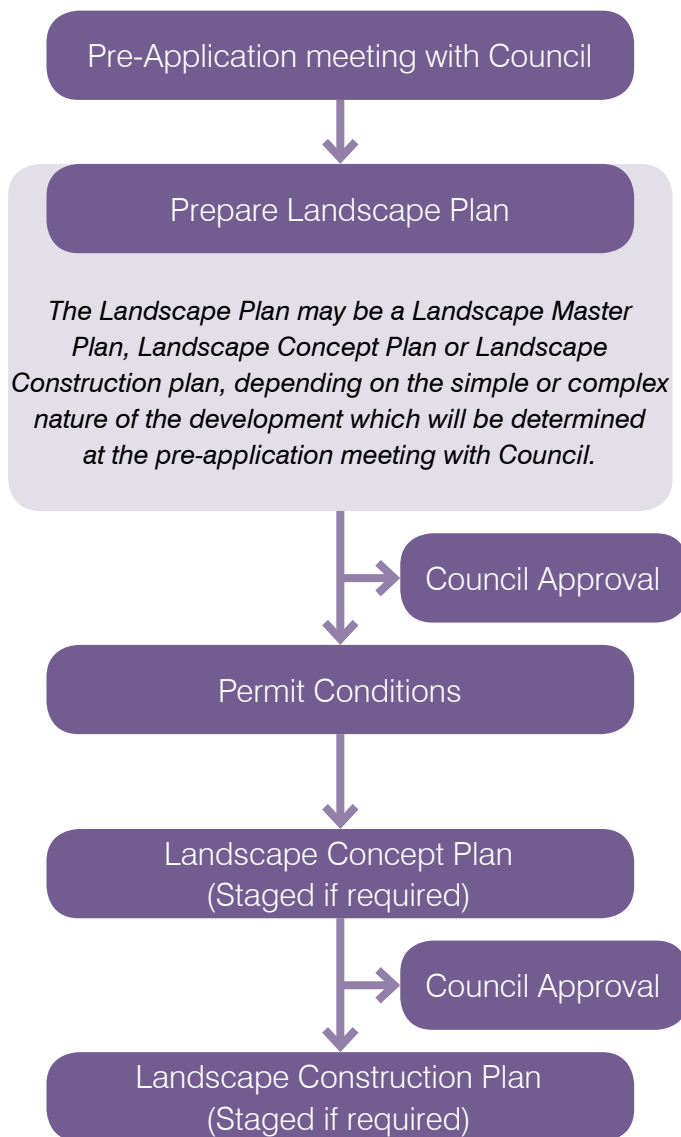 Pre-Application meeting with Council
Prepare Landscape Plan
The Landscape Plan may be a Landscape Master
Plan, Landscape Concept Plan or Landscape
Construction plan, depending on the simple or complex
nature of the development which will be determined
at the pre-application meeting with Council.
Council Approval
Permit Conditions
Landscape Concept Plan
(Staged if required)
Council Approval
Landscape Construction Plan
(Staged if required)